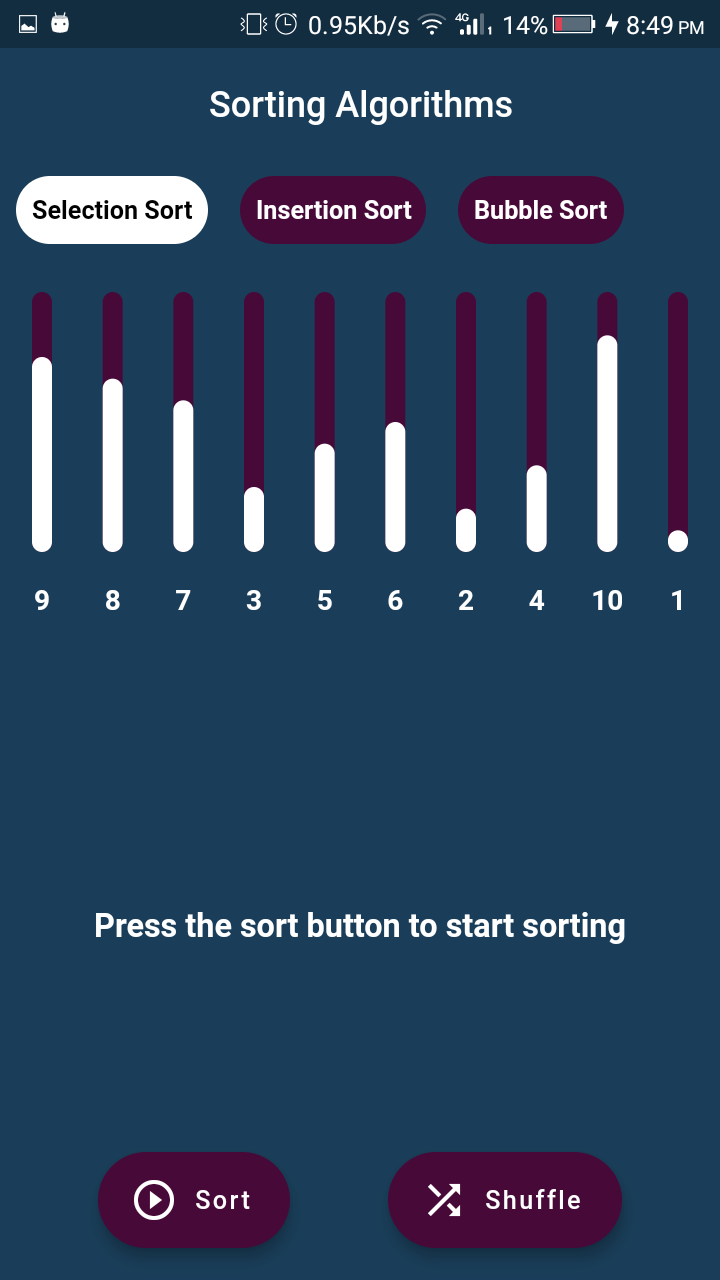 0.95Kb/s 4G 1 14% 8:49 PM
Sorting Algorithms
Selection Sort Insertion Sort Bubble Sort
9 8 7 3 5 6 2 4 10 1
Press the sort button to start sorting
Sort Shuffle